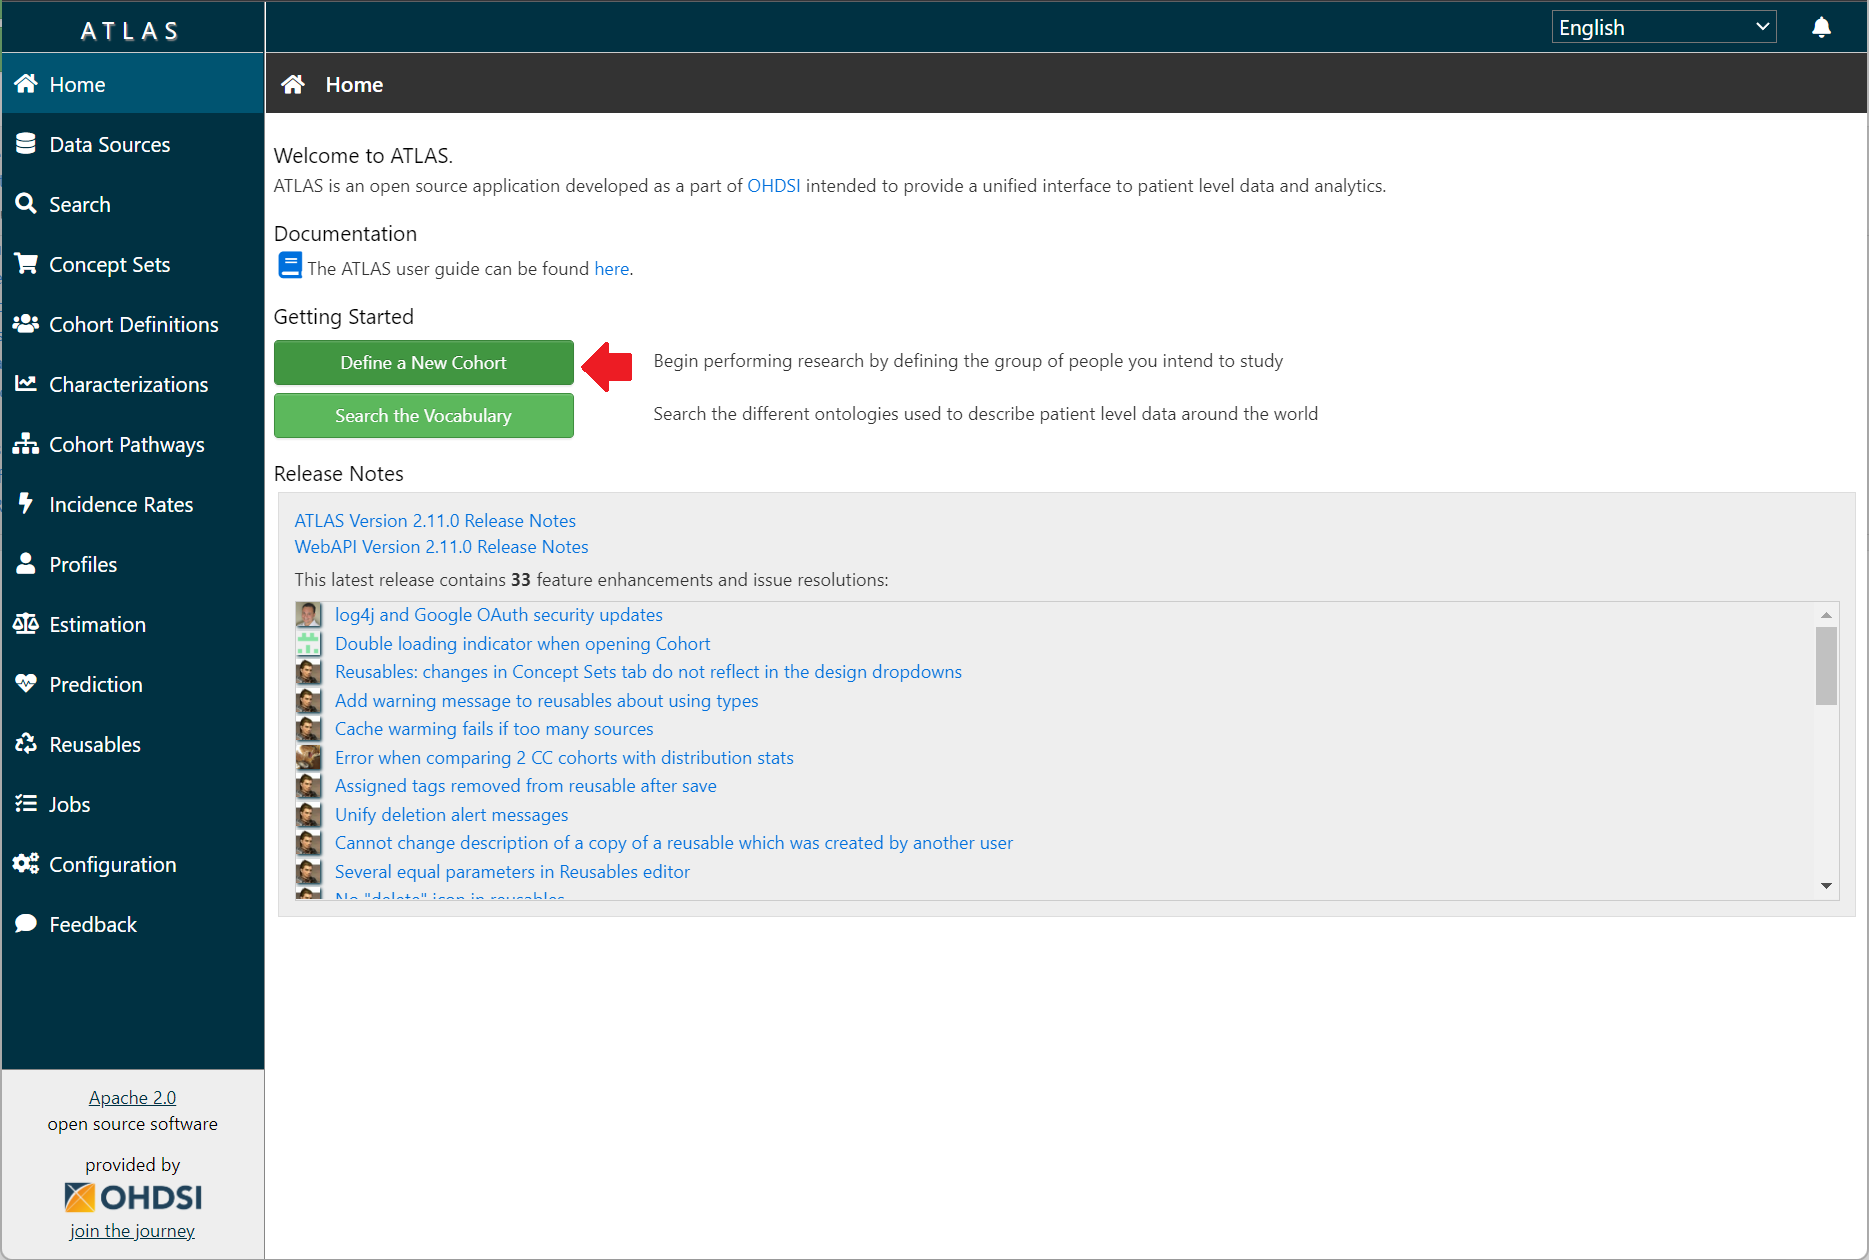 ATLAS
English
Home
Data Sources
Search
Concept Sets
Cohort Definitions
Characterizations
Cohort Pathways
Incidence Rates
Profiles
Estimation
Prediction
Reusables
Jobs
Configuration
Feedback
Apache 2.0
open source software
provided by
OHDSI
join the journey
Home
Welcome to ATLAS.
ATLAS is an open source application developed as a part of OHDSI intended to provide a unified interface to patient level data and analytics.
Documentation
The ATLAS user guide can be found here.
Getting Started
Define a New Cohort Begin performing research by defining the group of people you intend to study
Search the Vocabulary Search the different ontologies used to describe patient level data around the world
Release Notes
ATLAS Version 2.11.0 Release Notes
WebAPI Version 2.11.0 Release Notes
This latest release contains 33 feature enhancements and issue resolutions:
log4j and Google OAuth security updates
Double loading indicator when opening Cohort
Reusables: changes in Concept Sets tab do not reflect in the design dropdowns
Add warning message to reusables about using types
Cache warming fails if too many sources
Error when comparing 2 CC cohorts with distribution stats
Assigned tags removed from reusable after save
Unify deletion alert messages
Cannot change description of a copy of a reusable which was created by another user
Several equal parameters in Reusables editor
No "delete" icon in reusables